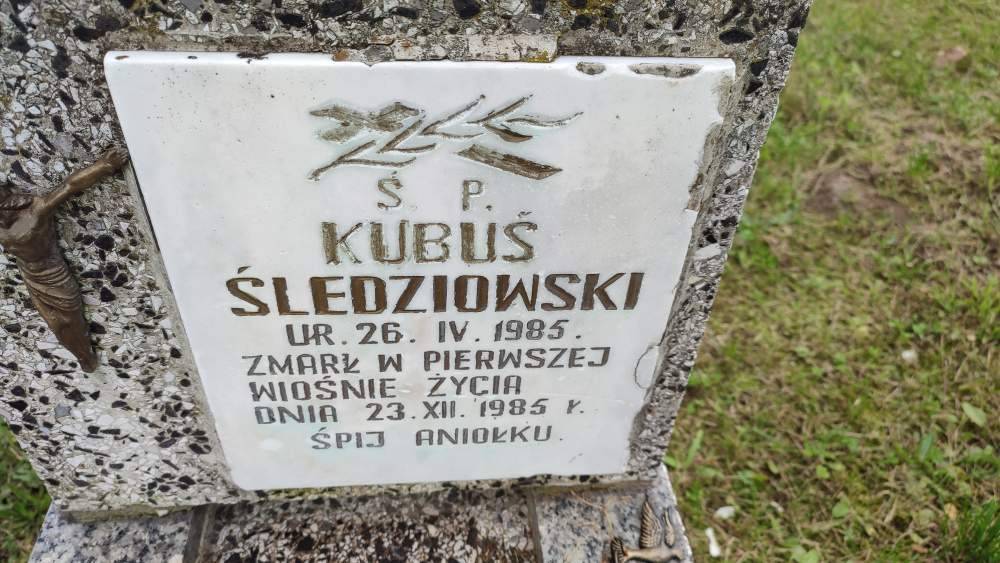 Ś. P.
KUBUŚ
ŚLEDZIOWSKI
UR. 26. IV. 1985.
ZMARŁ W PIERWSZEJ
WIOŚNIE ŻYCIA
DNIA 23. XII. 1985 r.
ŚPIJ ANIOŁKU.